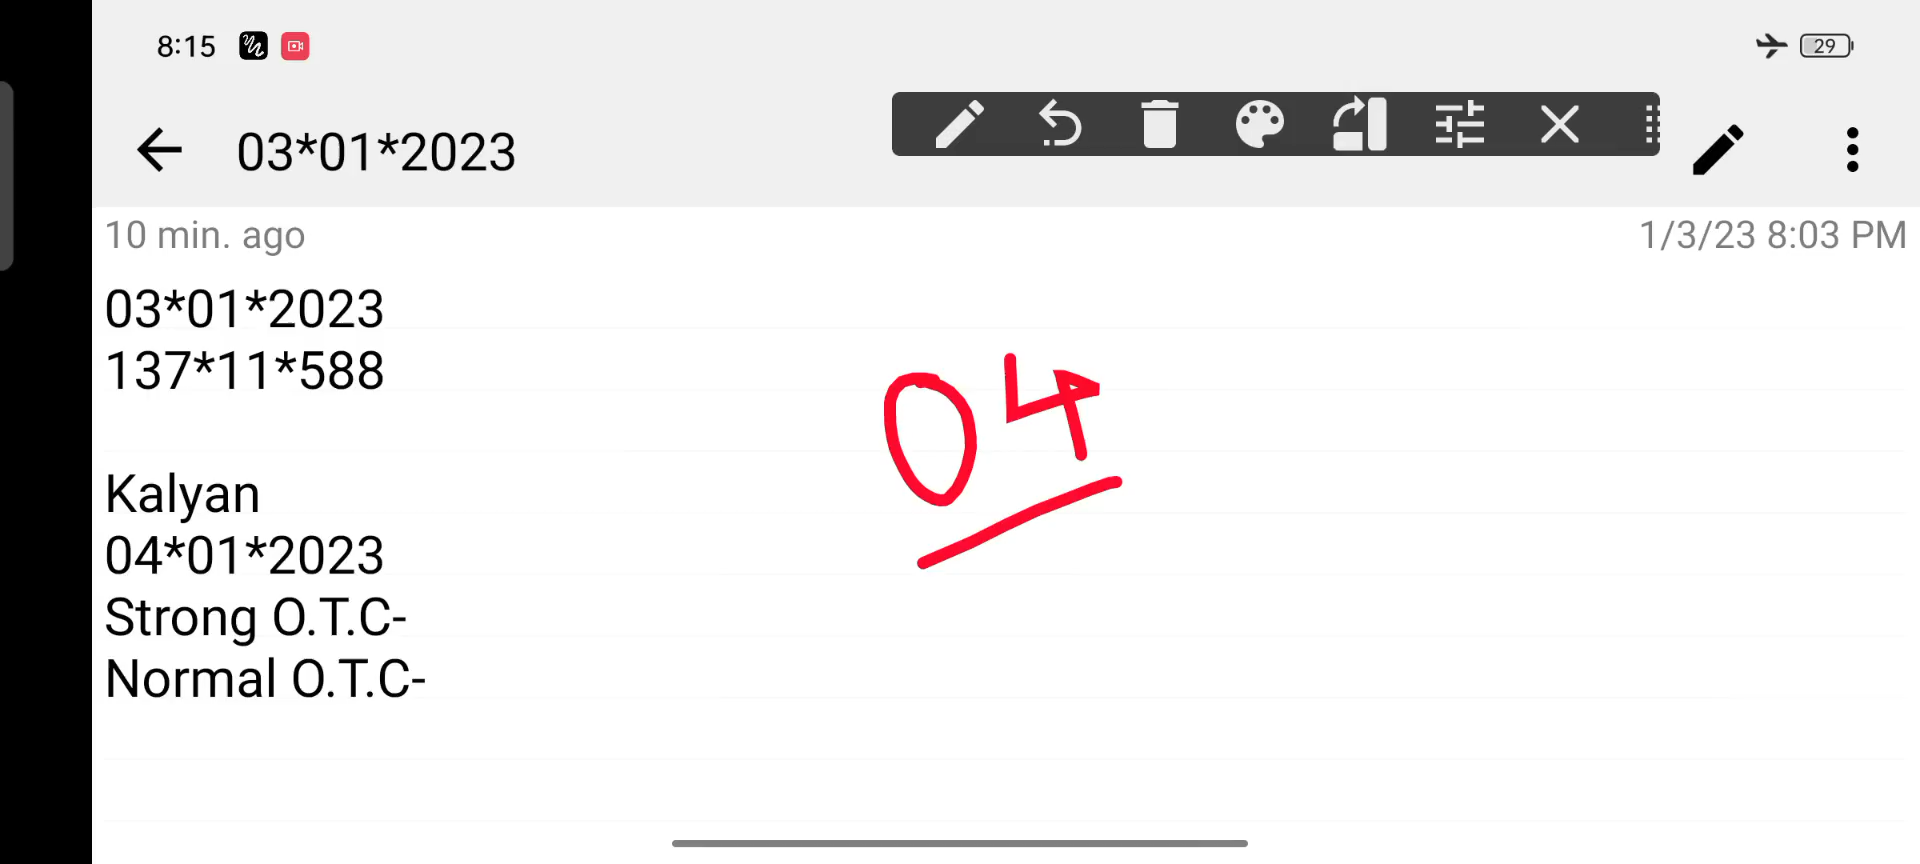 8:15
29
03*01*2023
10 min. ago
1/3/23 8:03 PM
03*01*2023
137*11*588
04
Kalyan
04*01*2023
Strong O.T.C-
Normal O.T.C-